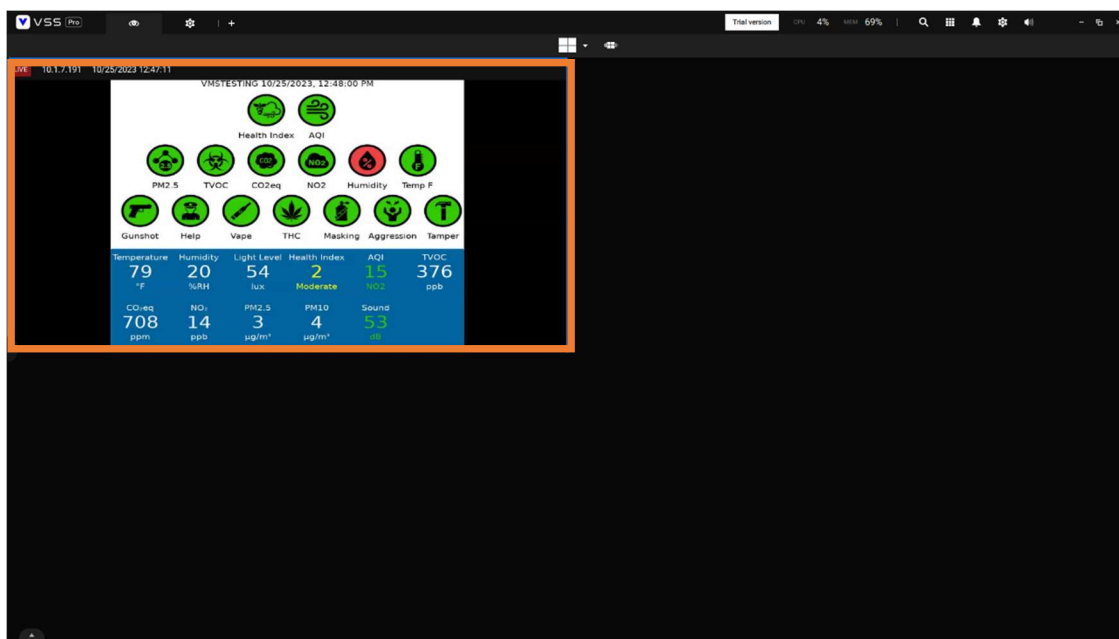 VSS Pro
Trial version CPU 4% MEM 69%
LIVE 10.1.7.191 10/25/2023 12:47:11
VMSTESTING 10/25/2023, 12:48:00 PM
Health Index AQI
2.5 CO2 NO2 % F
PM2.5 TVOC CO2eq NO2 Humidity Temp F
Gunshot Help Vape THC Masking Aggression Tamper
Temperature Humidity Light Level Health Index AQI TVOC
79 20 54 2 15 376
°F %RH lux Moderate NO2 ppb
CO₂eq NO₂ PM2.5 PM10 Sound
708 14 3 4 53
ppm ppb µg/m³ µg/m³ dB